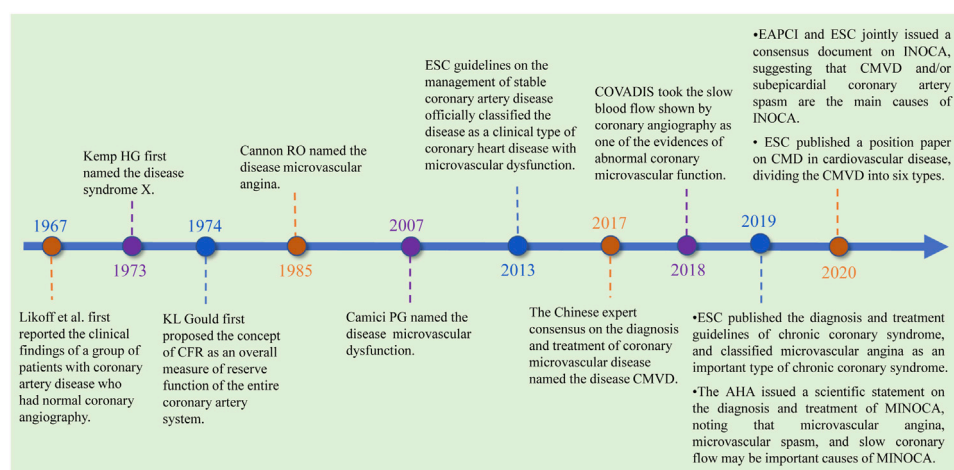 Likoff et al. first
reported the clinical
findings of a group of
patients with coronary
artery disease who
had normal coronary
angiography.
1967
Kemp HG first
named the disease
syndrome X.
1973
1974
KL Gould first
proposed the concept
of CFR as an overall
measure of reserve
function of the entire
coronary artery
system.
Cannon RO named the
disease microvascular
angina.
1985
2007
Camici PG named the
disease microvascular
dysfunction.
ESC guidelines on the
management of stable
coronary artery disease
officially classified the
disease as a clinical type of
coronary heart disease with
microvascular dysfunction.
2013
2017
The Chinese expert
consensus on the diagnosis
and treatment of coronary
microvascular disease
named the disease CMVD.
COVADIS took the slow
blood flow shown by
coronary angiography as
one of the evidences of
abnormal coronary
microvascular function.
2018
2019
•ESC published the diagnosis and treatment
guidelines of chronic coronary syndrome,
and classified microvascular angina as an
important type of chronic coronary syndrome.
•The AHA issued a scientific statement on
the diagnosis and treatment of MINOCA,
noting that microvascular angina,
microvascular spasm, and slow coronary
flow may be important causes of MINOCA.
•EAPCI and ESC jointly issued a
consensus document on INOCA,
suggesting that CMVD and/or
subepicardial coronary artery
spasm are the main causes of
INOCA.
• ESC published a position paper
on CMD in cardiovascular disease,
dividing the CMVD into six types.
2020